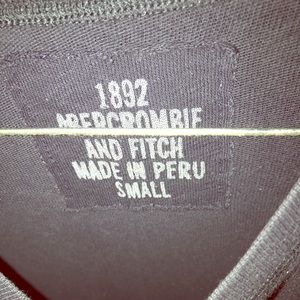 1892
ABERCROMBIE
AND FITCH
MADE IN PERU
SMALL